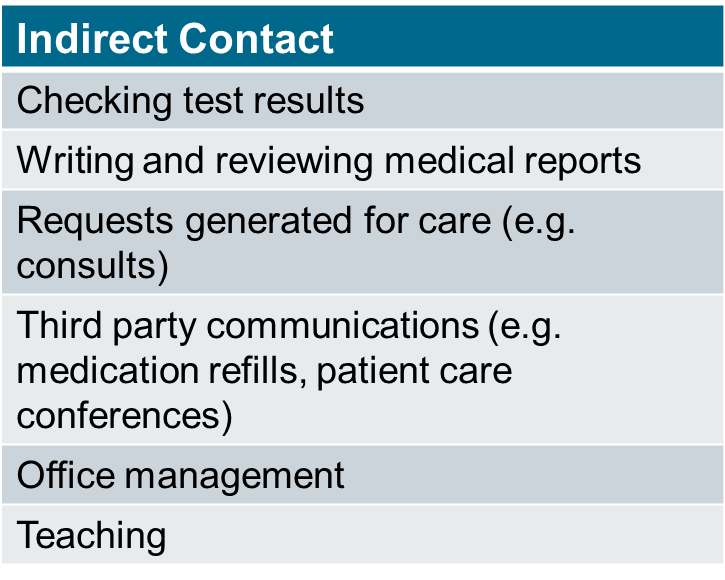 Indirect Contact
Checking test results
Writing and reviewing medical reports
Requests generated for care (e.g.
consults)
Third party communications (e.g.
medication refills, patient care
conferences)
Office management
Teaching